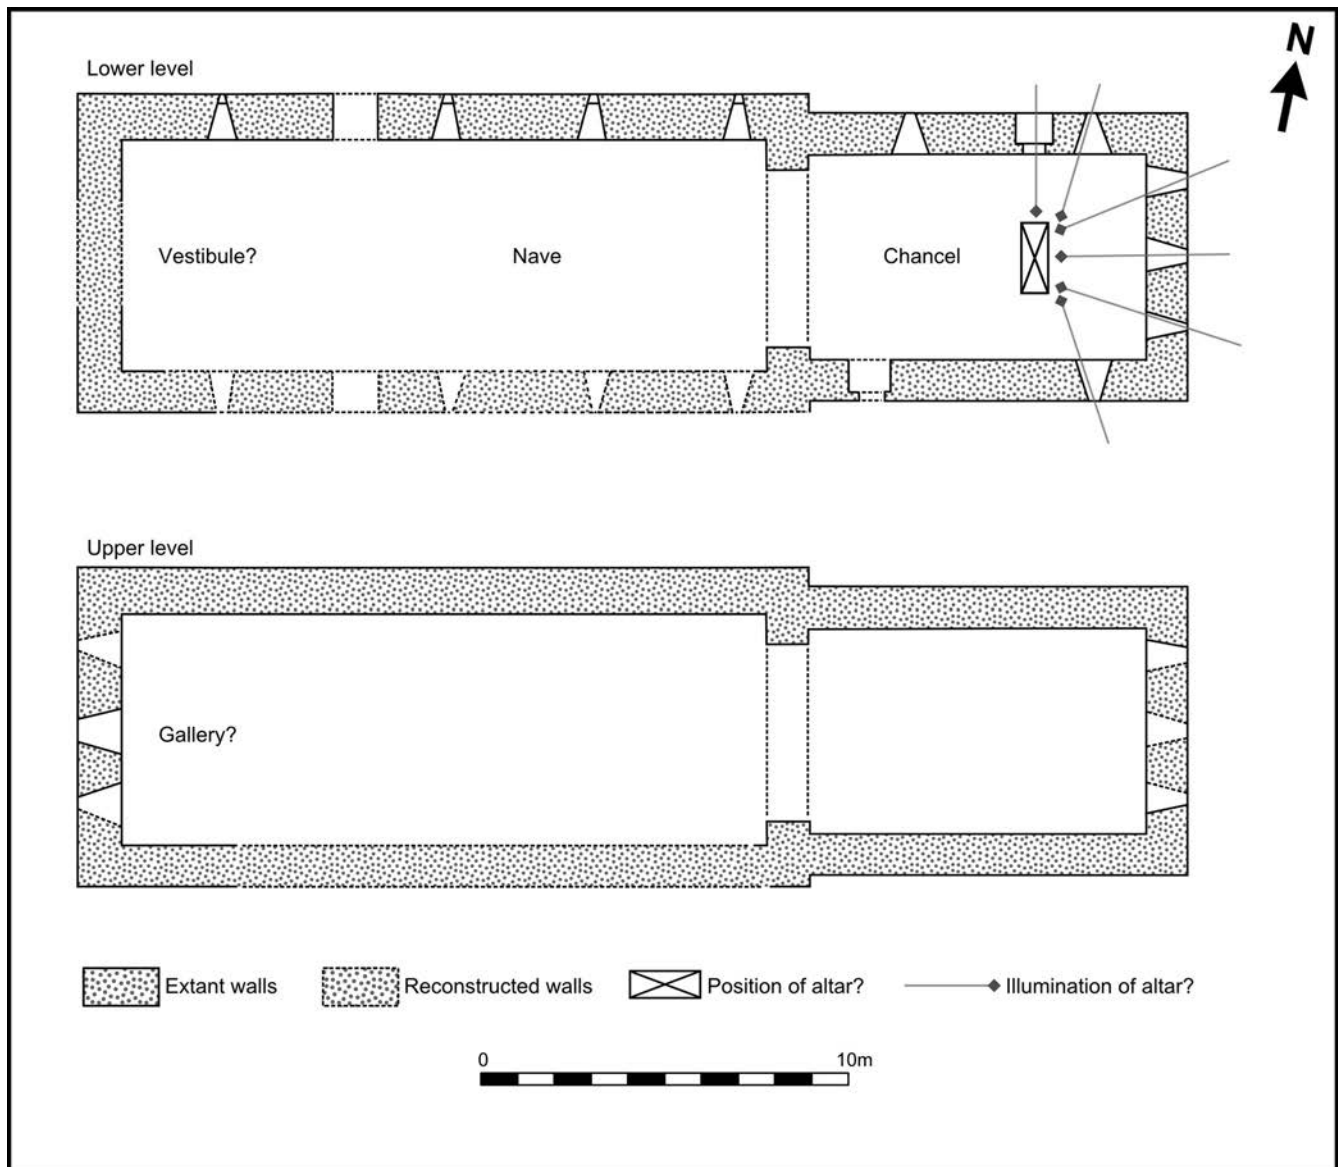 N
Lower level
Vestibule?
Nave
Chancel
Upper level
Gallery?
Extant walls
Reconstructed walls
Position of altar?
Illumination of altar?
0
10m